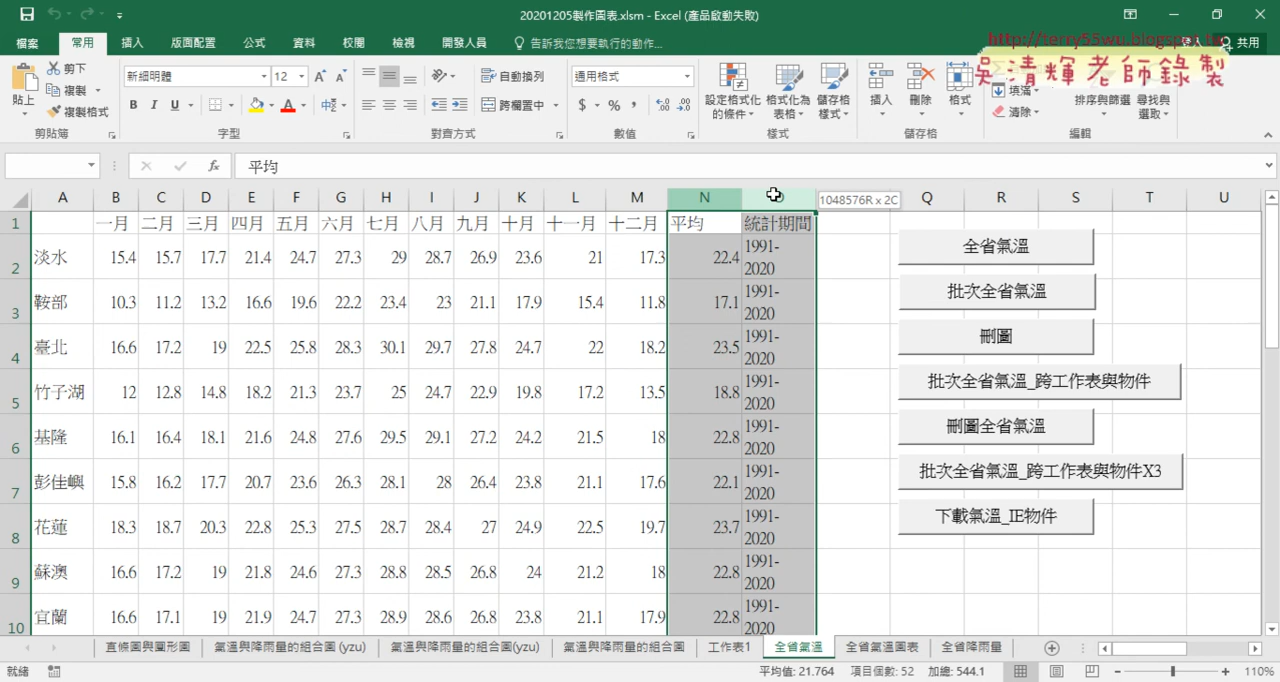 20201205製作圖表.xlsm - Excel (產品啟動失敗)
檔案 常用 插入 版面配置 公式 資料 校閱 檢視 開發人員 告訴我您想要執行的動作... 登入 共用
http://terry55wu.blogspot.tw
吳清輝老師錄製
剪下 新細明體 12 自動換列 通用格式 填滿
貼上 複製 設定格式化 格式化為 儲存格 插入 刪除 格式 排序與篩選 尋找與
複製格式 B I U 中 跨欄置中 $ % 的條件 表格 樣式 清除 選取
剪貼簿 字型 對齊方式 數值 樣式 儲存格 編輯
fx 平均
A B C D E F G H I J K L M N 1048576R x 2C Q R S T U
1 一月 二月 三月 四月 五月 六月 七月 八月 九月 十月 十一月 十二月 平均 統計期間
2 淡水 15.4 15.7 17.7 21.4 24.7 27.3 29 28.7 26.9 23.6 21 17.3 22.4 1991-2020
3 鞍部 10.3 11.2 13.2 16.6 19.6 22.2 23.4 23 21.1 17.9 15.4 11.8 17.1 1991-2020
4 臺北 16.6 17.2 19 22.5 25.8 28.3 30.1 29.7 27.8 24.7 22 18.2 23.5 1991-2020
5 竹子湖 12 12.8 14.8 18.2 21.3 23.7 25 24.7 22.9 19.8 17.2 13.5 18.8 1991-2020
6 基隆 16.1 16.4 18.1 21.6 24.8 27.6 29.5 29.1 27.2 24.2 21.5 18 22.8 1991-2020
7 彭佳嶼 15.8 16.2 17.7 20.7 23.6 26.3 28.1 28 26.4 23.8 21.1 17.6 22.1 1991-2020
8 花蓮 18.3 18.7 20.3 22.8 25.3 27.5 28.7 28.4 27 24.9 22.5 19.7 23.7 1991-2020
9 蘇澳 16.6 17.2 19 21.8 24.6 27.3 28.8 28.5 26.8 24 21.2 18 22.8 1991-2020
10 宜蘭 16.6 17.1 19 21.9 24.7 27.3 28.9 28.6 26.8 23.8 21.1 17.9 22.8 1991-2020
全省氣溫
批次全省氣溫
刪圖
批次全省氣溫_跨工作表與物件
刪圖全省氣溫
批次全省氣溫_跨工作表與物件X3
下載氣溫_IE物件
直條圖與圓形圖 氣溫與降雨量的組合圖 (yzu) 氣溫與降雨量的組合圖(yzu) 氣溫與降雨量的組合圖 工作表1 全省氣溫 全省氣溫圖表 全省降雨量
就緒 平均值: 21.764 項目個數: 52 加總: 544.1 110%